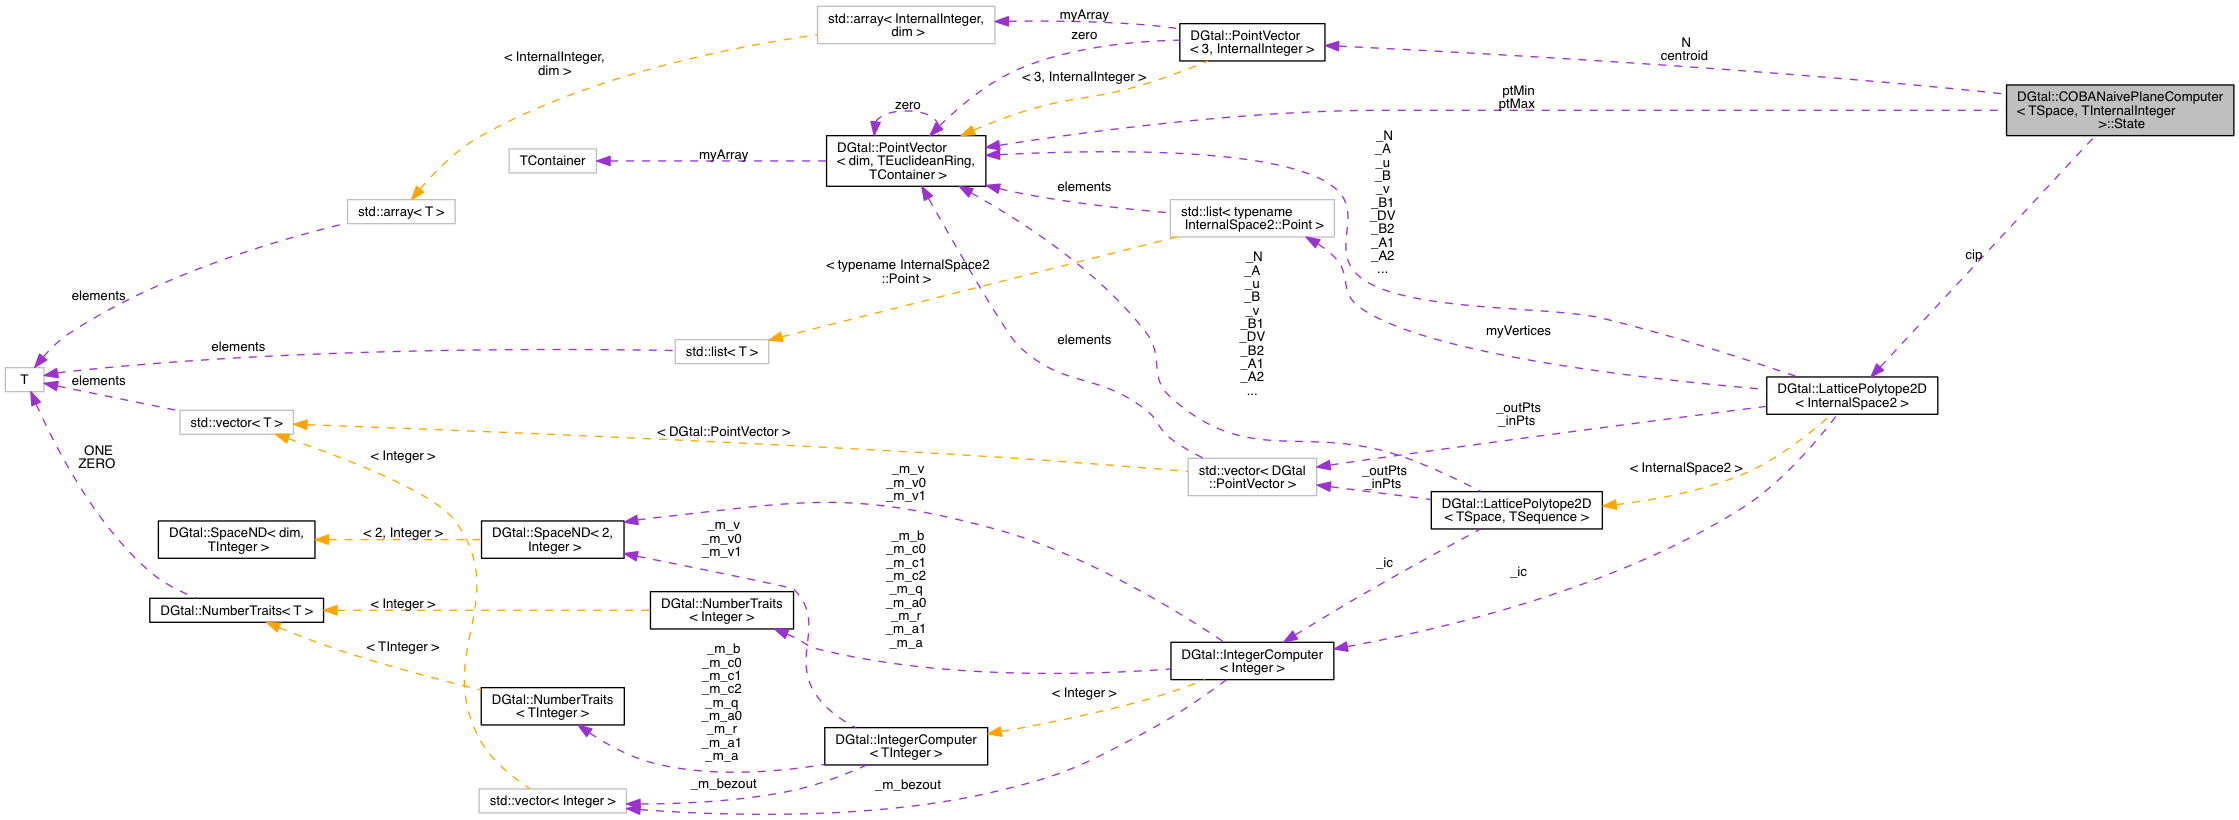 std::array< InternalInteger,
dim >
myArray
zero
DGtal::PointVector
< 3, InternalInteger >
N
centroid
< InternalInteger,
dim >
< 3, InternalInteger >
ptMin
ptMax
DGtal::COBANaivePlaneComputer
< TSpace, TInternalInteger
>::State
zero
TContainer
myArray
DGtal::PointVector
< dim, TEuclideanRing,
TContainer >
_N
_A
_u
_B
_v
_B1
_DV
_B2
_A1
_A2
...
std::array< T >
elements
std::list< typename
InternalSpace2::Point >
cip
elements
< typename InternalSpace2
::Point >
_N
_A
_u
_B
_v
_B1
_DV
_B2
_A1
_A2
...
elements
std::list< T >
elements
myVertices
T
elements
DGtal::LatticePolytope2D
< InternalSpace2 >
std::vector< T >
< DGtal::PointVector >
_outPts
_inPts
ONE
ZERO
< Integer >
std::vector< DGtal
::PointVector >
_outPts
_inPts
< InternalSpace2 >
DGtal::LatticePolytope2D
< TSpace, TSequence >
_m_v
_m_v0
_m_v1
DGtal::SpaceND< dim,
TInteger >
< 2, Integer >
DGtal::SpaceND< 2,
Integer >
_m_v
_m_v0
_m_v1
_m_b
_m_c0
_m_c1
_m_c2
_m_q
_m_a0
_m_r
_m_a1
_m_a
_ic
_ic
DGtal::NumberTraits< T >
< Integer >
DGtal::NumberTraits
< Integer >
< TInteger >
DGtal::IntegerComputer
< Integer >
_m_b
_m_c0
_m_c1
_m_c2
_m_q
_m_a0
_m_r
_m_a1
_m_a
DGtal::NumberTraits
< TInteger >
< Integer >
DGtal::IntegerComputer
< TInteger >
_m_bezout
_m_bezout
std::vector< Integer >